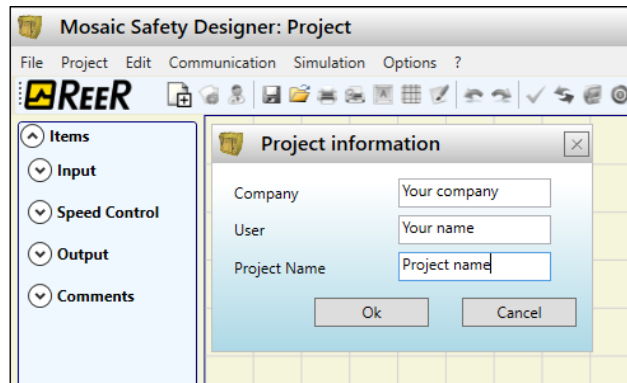 Mosaic Safety Designer: Project
File Project Edit Communication Simulation Options ?
REER
Items
Input
Speed Control
Output
Comments
Project information
Company Your company
User Your name
Project Name Project name
Ok Cancel